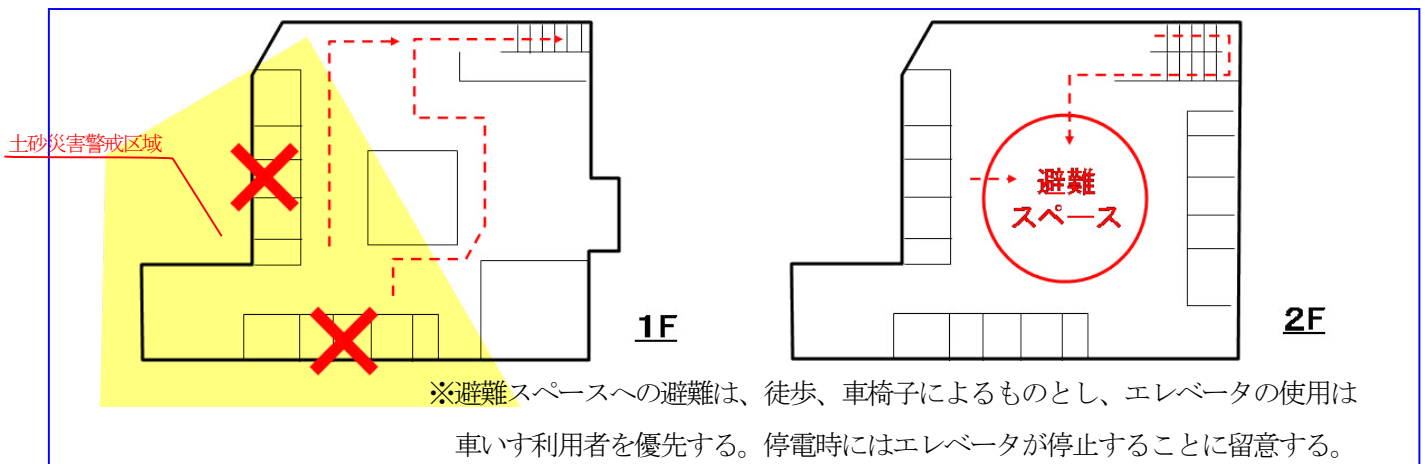 土砂災害警戒区域
避難
スペース
1F
2F
※避難スペースへの避難は、徒歩、車椅子によるものとし、エレベータの使用は
車いす利用者を優先する。停電時にはエレベータが停止することに留意する。